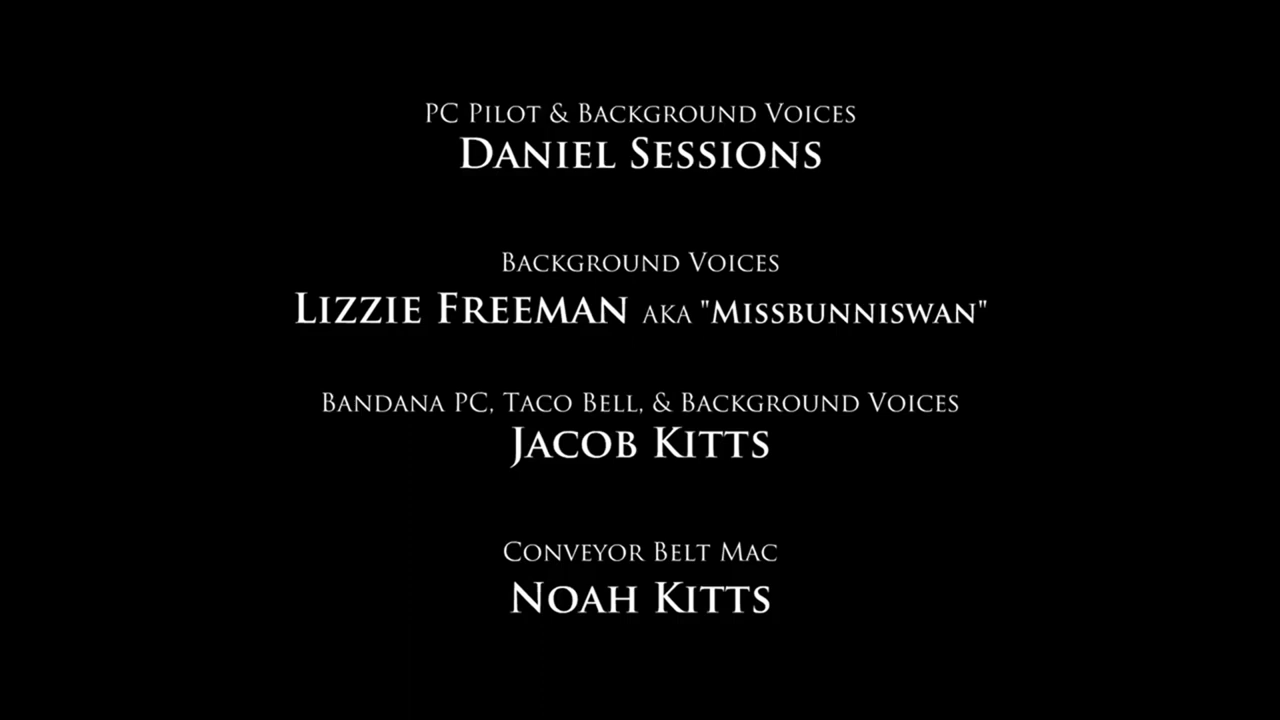 PC Pilot & Background Voices
Daniel Sessions
Background Voices
Lizzie Freeman aka "Missbunniswan"
Bandana PC, Taco Bell, & Background Voices
Jacob Kitts
Conveyor Belt Mac
Noah Kitts